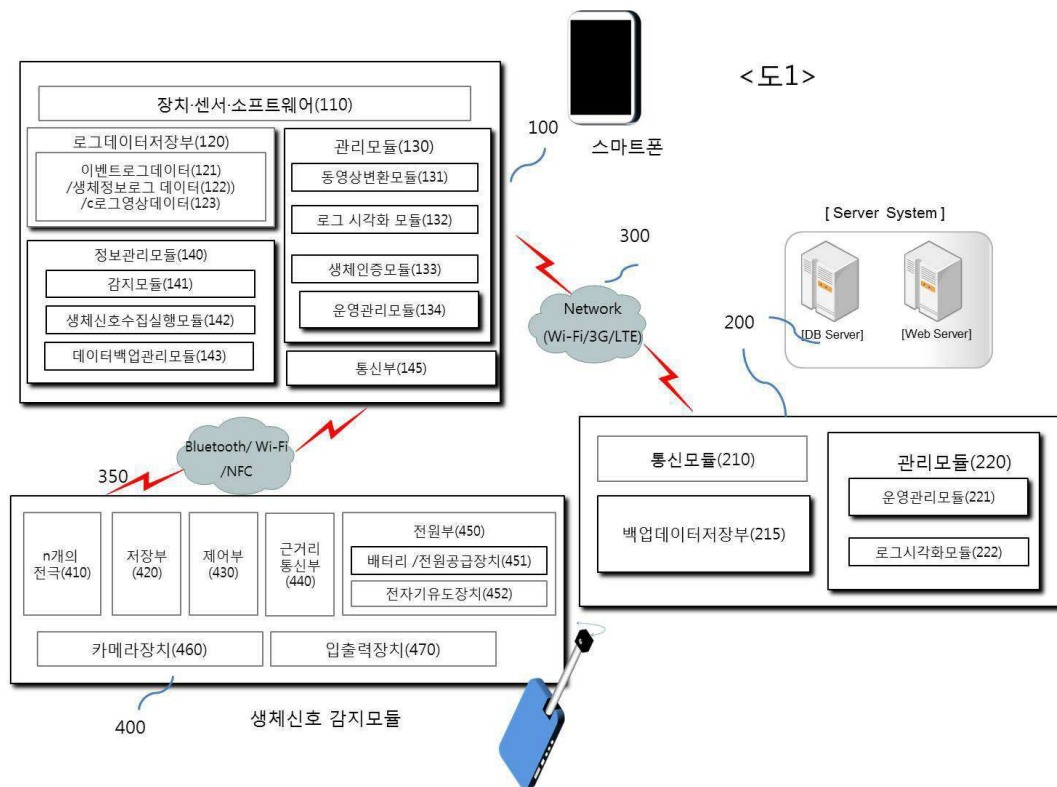 <도1>
스마트폰
100
장치·센서·소프트웨어(110)
로그데이터저장부(120)
이벤트로그데이터(121)
/생체정보로그 데이터(122))
/c로그영상데이터(123)
관리모듈(130)
동영상변환모듈(131)
로그 시각화 모듈(132)
생체인증모듈(133)
운영관리모듈(134)
정보관리모듈(140)
감지모듈(141)
생체신호수집실행모듈(142)
데이터백업관리모듈(143)
통신부(145)
300
Network
(Wi-Fi/3G/LTE)
[ Server System ]
200
[DB Server]
[Web Server]
Bluetooth/ Wi-Fi
/NFC
350
통신모듈(210)
백업데이터저장부(215)
관리모듈(220)
운영관리모듈(221)
로그시각화모듈(222)
n개의
전극(410)
저장부
(420)
제어부
(430)
근거리
통신부
(440)
전원부(450)
배터리 /전원공급장치(451)
전자기유도장치(452)
카메라장치(460)
입출력장치(470)
400
생체신호 감지모듈